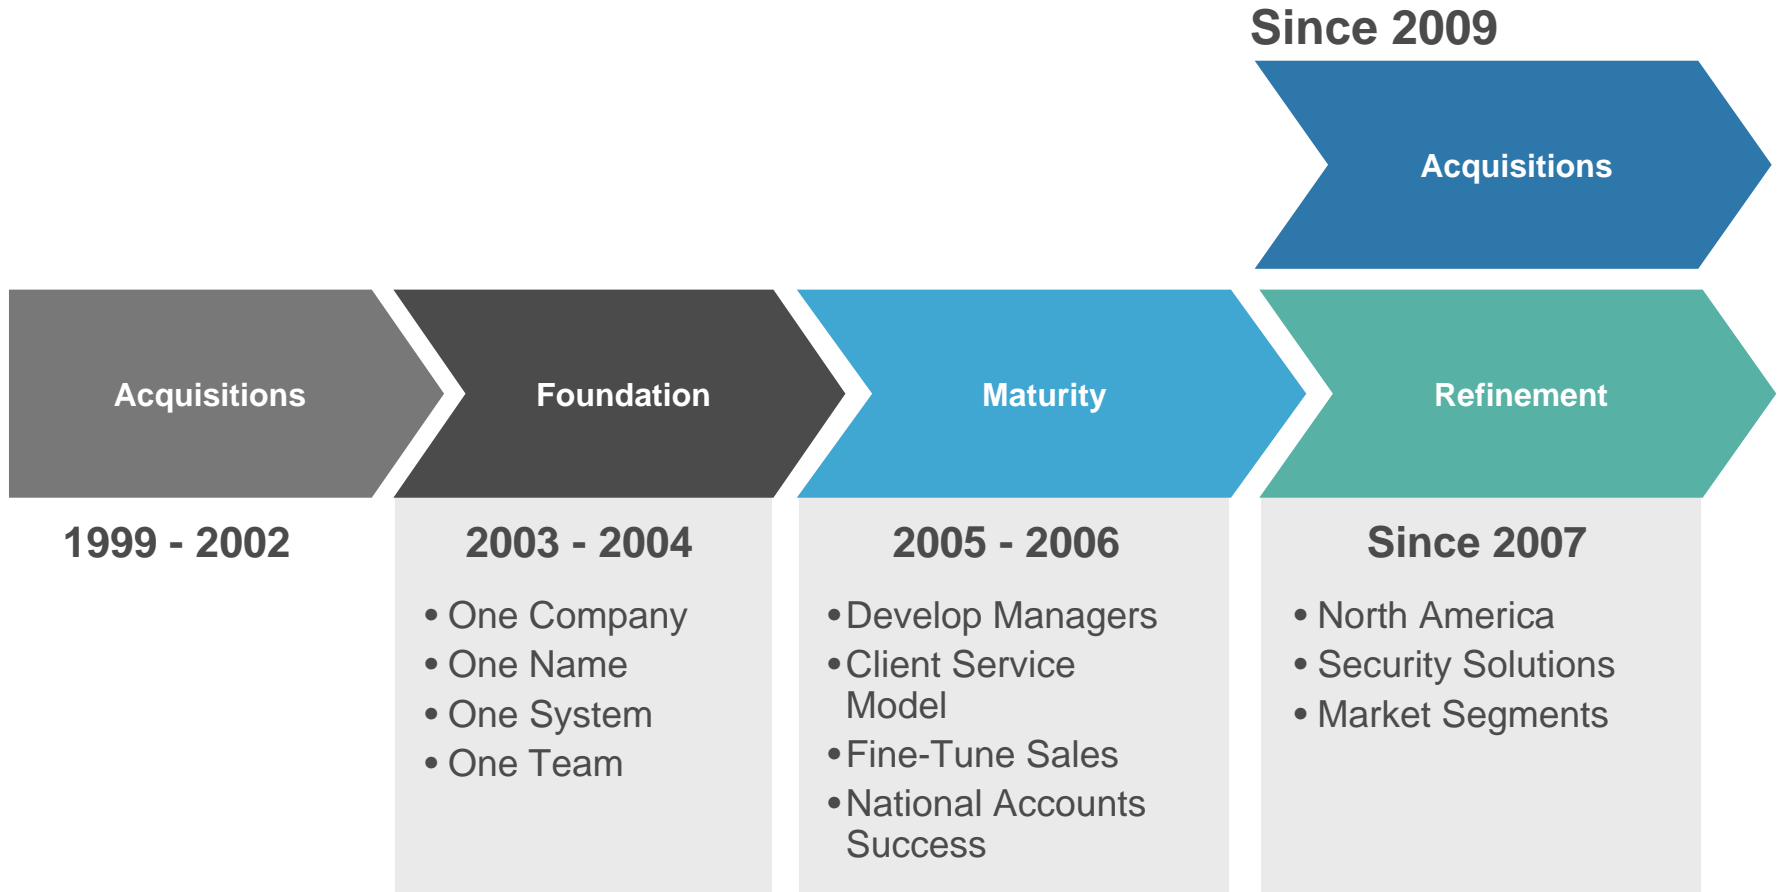 Since 2009
Acquisitions
Acquisitions
Foundation
Maturity
Refinement
1999 - 2002
2003 - 2004
• One Company
• One Name
• One System
• One Team
2005 - 2006
• Develop Managers
• Client Service
Model
• Fine-Tune Sales
• National Accounts
Success
Since 2007
• North America
• Security Solutions
• Market Segments